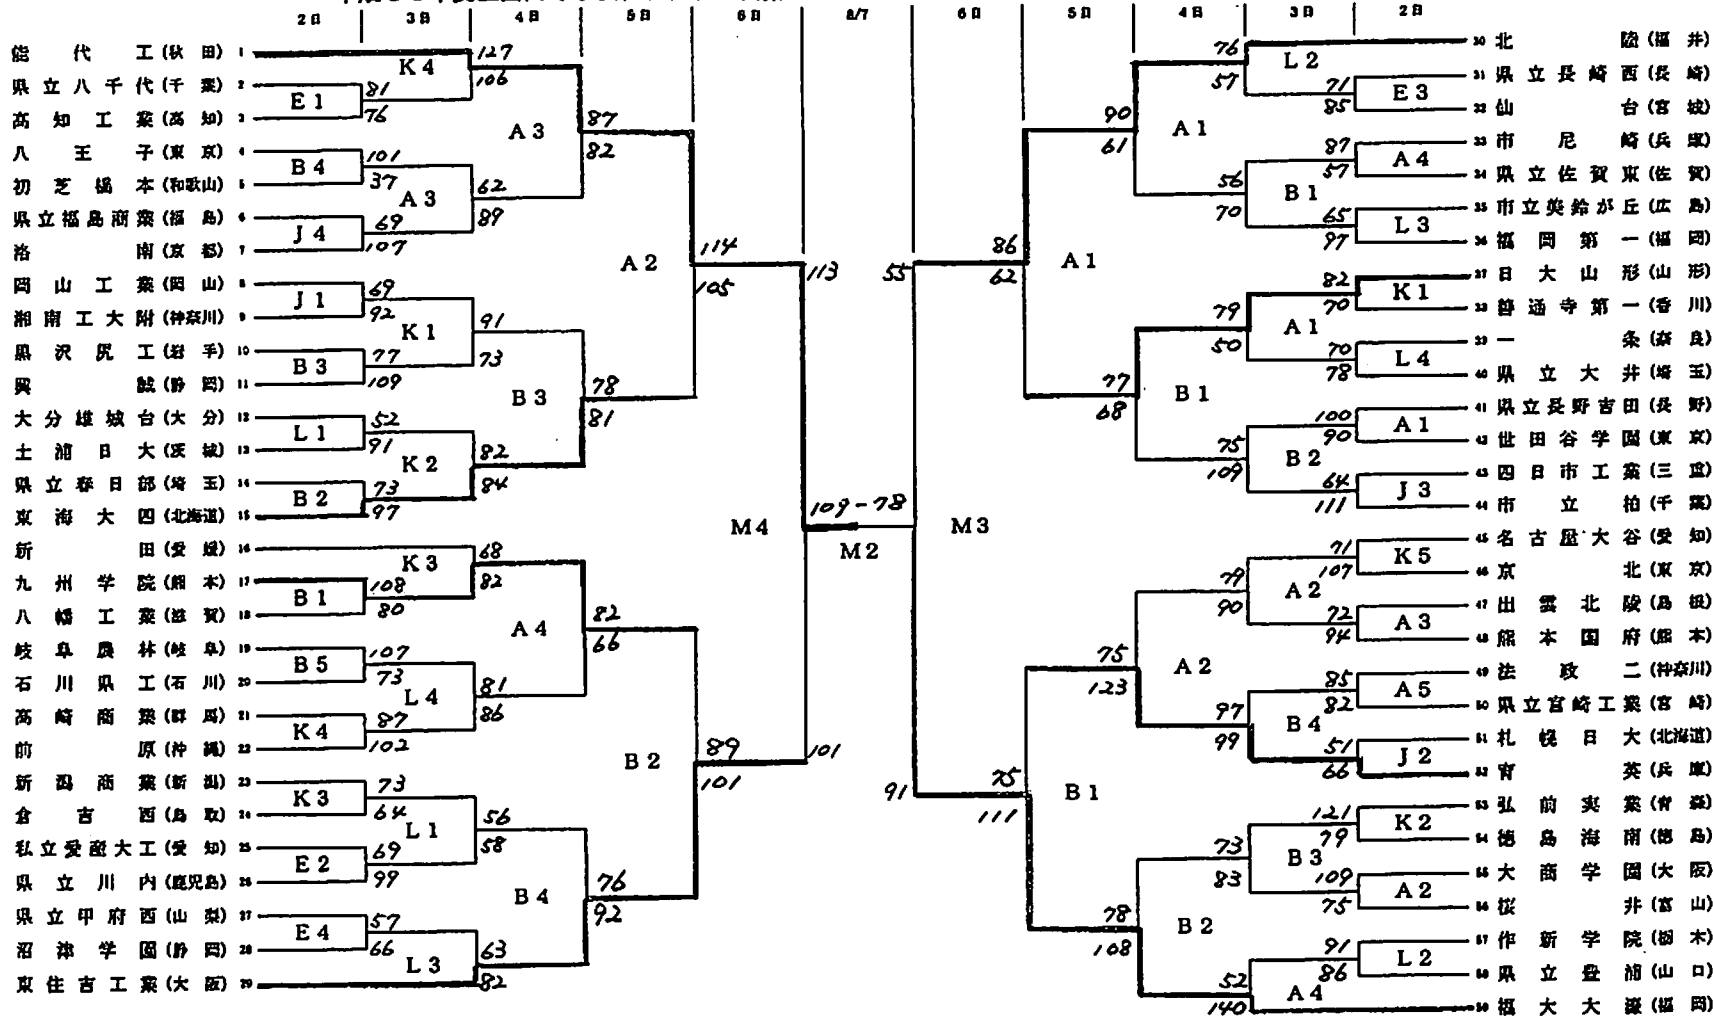 2日 3日 4日 5日 6日 8/7 6日 5日 4日 3日 2日
能代工(秋田) 1
県立八千代(千葉) 2
高知工業(高知) 3
八王子(東京) 4
初芝橋本(和歌山) 5
県立福島商業(福島) 6
洛南(京都) 7
岡山工業(岡山) 8
湘南工大附(神奈川) 9
黒沢尻工(岩手) 10
興誠(静岡) 11
大分雄城台(大分) 12
土浦日大(茨城) 13
県立春日部(埼玉) 14
東海大四(北海道) 15
新田(愛媛) 16
九州学院(熊本) 17
八幡工業(滋賀) 18
岐阜農林(岐阜) 19
石川県工(石川) 20
高崎商業(群馬) 21
前原(沖縄) 22
新潟商業(新潟) 23
倉吉西(鳥取) 24
私立愛産大工(愛知) 25
県立川内(鹿児島) 26
県立甲府西(山梨) 27
沼津学園(静岡) 28
東住吉工業(大阪) 29
E1 81 76
B4 101 37
J4 69 107
J1 69 92
B3 77 109
L1 52 91
B2 73 97
B1 108 80
B5 107 73
K4 87 102
K3 73 64
E2 69 99
E4 57 66
K4 127 106
A3 62 89
K1 91 73
K2 82 84
K3 68 82
L4 81 86
L1 56 58
L3 63 82
A3 87 82
B3 78 81
A4 82 66
B4 76 92
A2 114 105
B2 89 101
M4 113 101
109-78
M2
M3 55 91
A1 86 62
B1 75 111
A1 90 61
B1 77 68
A2 75 123
B2 78 108
L2 76 57
B1 56 70
A1 79 50
B2 75 109
A2 79 90
B4 97 99
B3 73 83
A4 52 140
E3 71 85
A4 87 57
L3 65 97
K1 82 70
L4 70 78
A1 100 90
J3 64 111
K5 71 107
A3 72 94
A5 85 82
J2 51 66
K2 121 79
A2 109 75
L2 91 86
30 北陸(福井)
31 県立長崎西(長崎)
32 仙台(宮城)
33 市尼崎(兵庫)
34 県立佐賀東(佐賀)
35 市立美鈴が丘(広島)
36 福岡第一(福岡)
37 日大山形(山形)
38 善通寺第一(香川)
39 一条(奈良)
40 県立大井(埼玉)
41 県立長野吉田(長野)
42 世田谷学園(東京)
43 四日市工業(三重)
44 市立柏(千葉)
45 名古屋大谷(愛知)
46 京北(東京)
47 出雲北陵(島根)
48 熊本国府(熊本)
49 法政二(神奈川)
50 県立宮崎工業(宮崎)
51 札幌日大(北海道)
52 育英(兵庫)
53 弘前実業(青森)
54 徳島海南(徳島)
55 大商学園(大阪)
56 桜井(富山)
57 作新学院(栃木)
58 県立豊浦(山口)
59 福大大濠(福岡)